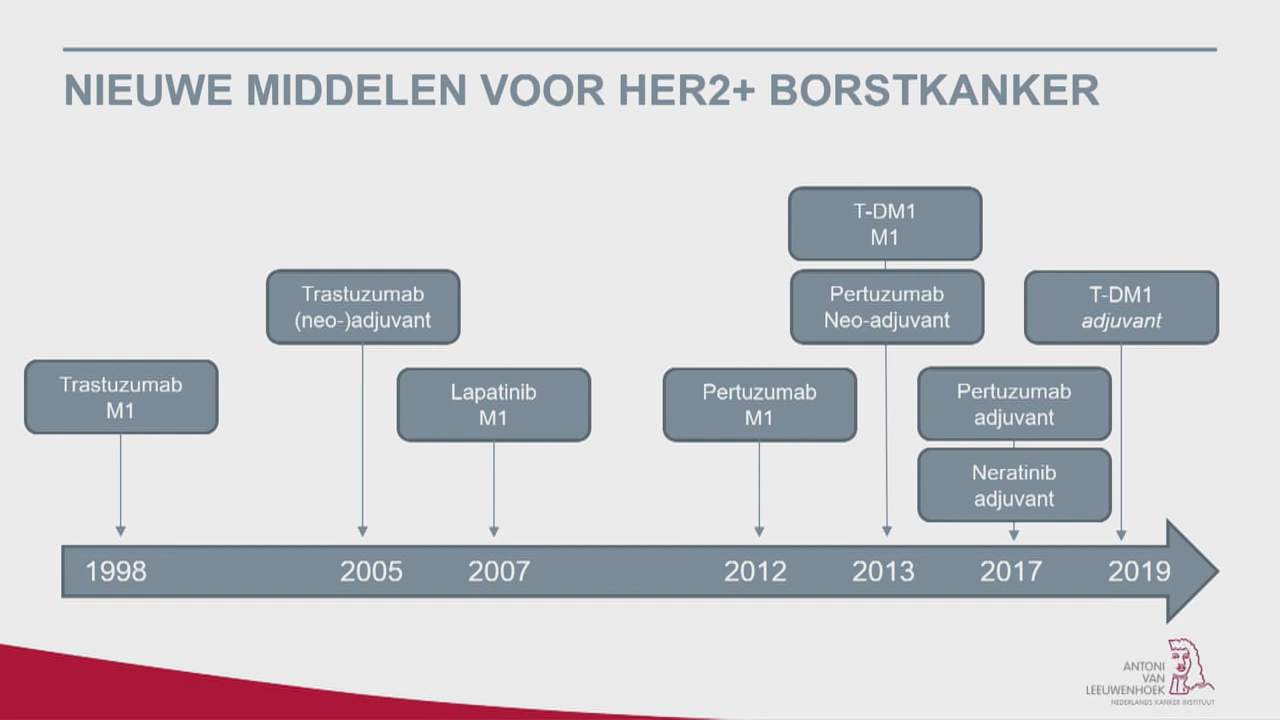 NIEUWE MIDDELEN VOOR HER2+ BORSTKANKER
T-DM1
M1
Trastuzumab
(neo-)adjuvant
Pertuzumab
Neo-adjuvant
T-DM1
adjuvant
Trastuzumab
M1
Lapatinib
M1
Pertuzumab
M1
Pertuzumab
adjuvant
Neratinib
adjuvant
1998 2005 2007 2012 2013 2017 2019
ANTONI
VAN
LEEUWENHOEK
NEDERLANDS KANKER INSTITUUT